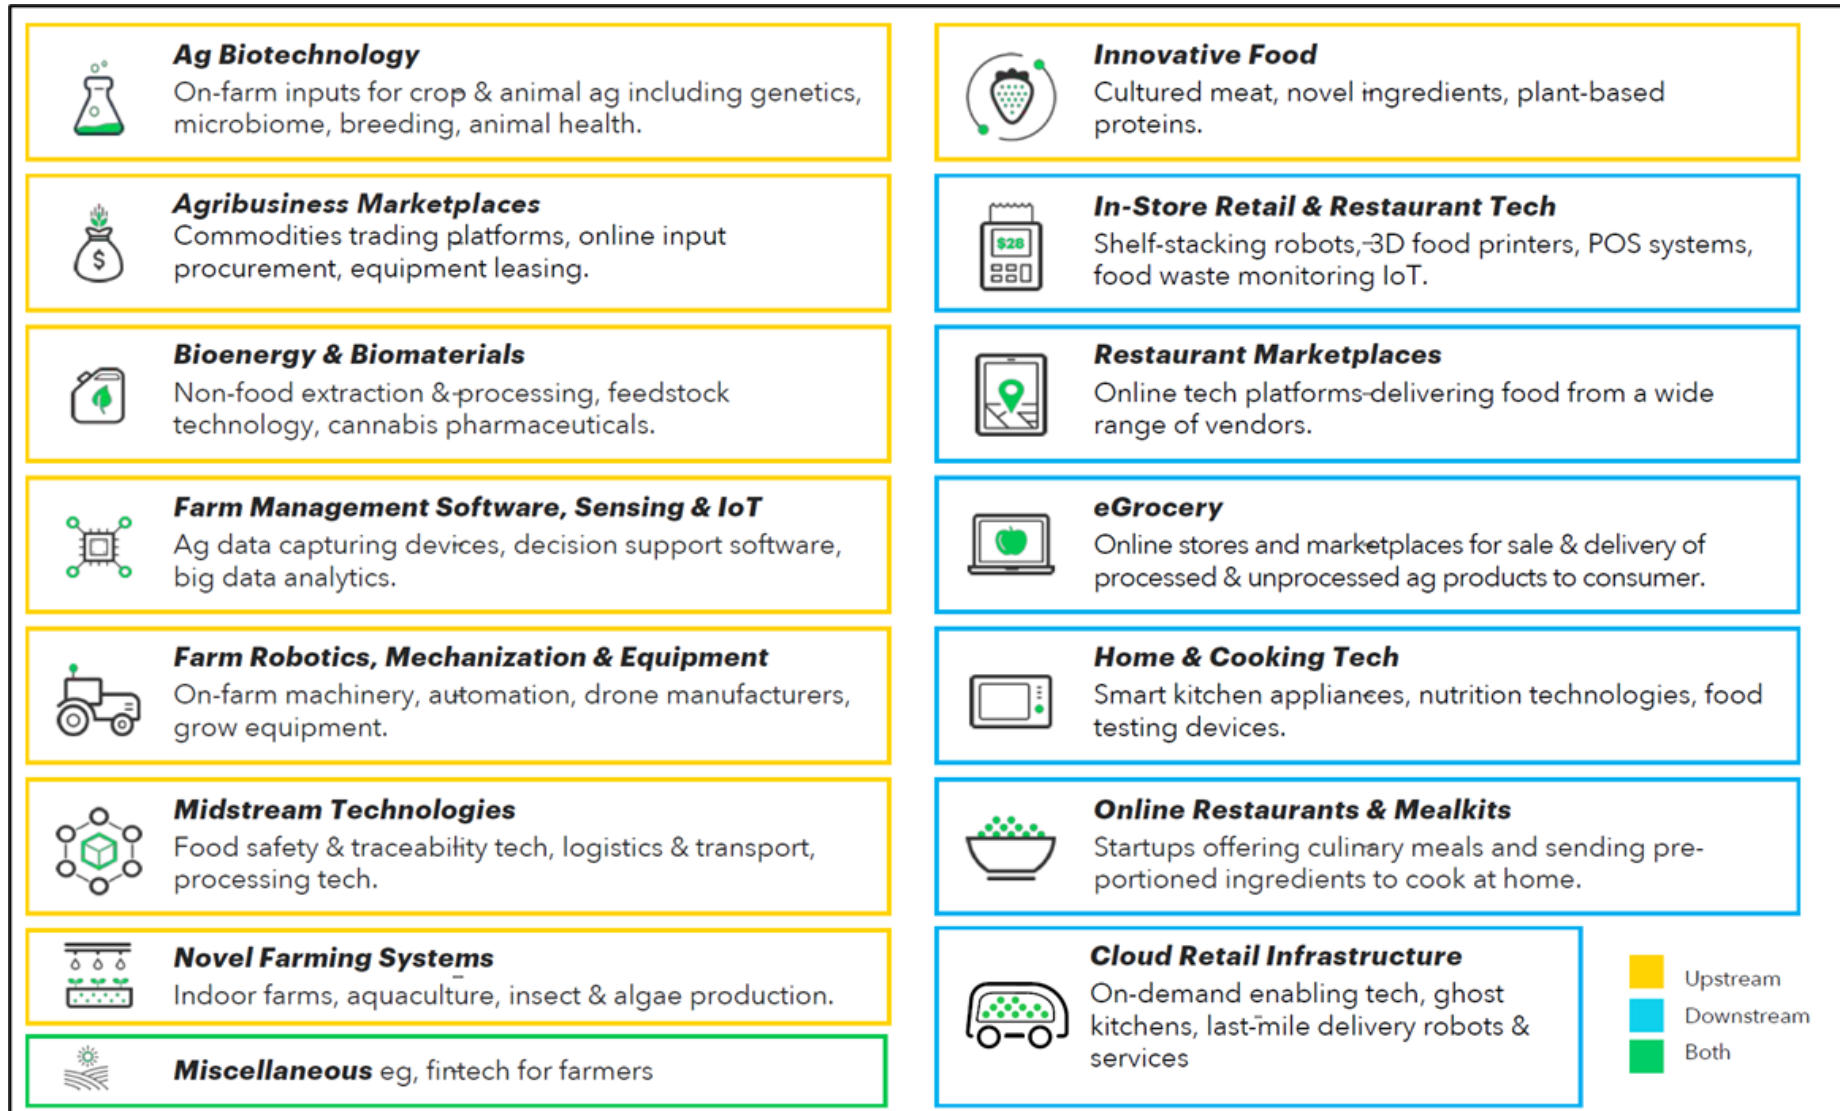 Ag Biotechnology
On-farm inputs for crop & animal ag including genetics,
microbiome, breeding, animal health.
Agribusiness Marketplaces
Commodities trading platforms, online input
procurement, equipment leasing.
Bioenergy & Biomaterials
Non-food extraction & processing, feedstock
technology, cannabis pharmaceuticals.
Farm Management Software, Sensing & IoT
Ag data capturing devices, decision support software,
big data analytics.
Farm Robotics, Mechanization & Equipment
On-farm machinery, automation, drone manufacturers,
grow equipment.
Midstream Technologies
Food safety & traceability tech, logistics & transport,
processing tech.
Novel Farming Systems
Indoor farms, aquaculture, insect & algae production.
Miscellaneous eg, fintech for farmers
Innovative Food
Cultured meat, novel ingredients, plant-based
proteins.
$28
In-Store Retail & Restaurant Tech
Shelf-stacking robots, 3D food printers, POS systems,
food waste monitoring IoT.
Restaurant Marketplaces
Online tech platforms delivering food from a wide
range of vendors.
eGrocery
Online stores and marketplaces for sale & delivery of
processed & unprocessed ag products to consumer.
Home & Cooking Tech
Smart kitchen appliances, nutrition technologies, food
testing devices.
Online Restaurants & Mealkits
Startups offering culinary meals and sending pre-
portioned ingredients to cook at home.
Cloud Retail Infrastructure
On-demand enabling tech, ghost
kitchens, last-mile delivery robots &
services
Upstream
Downstream
Both